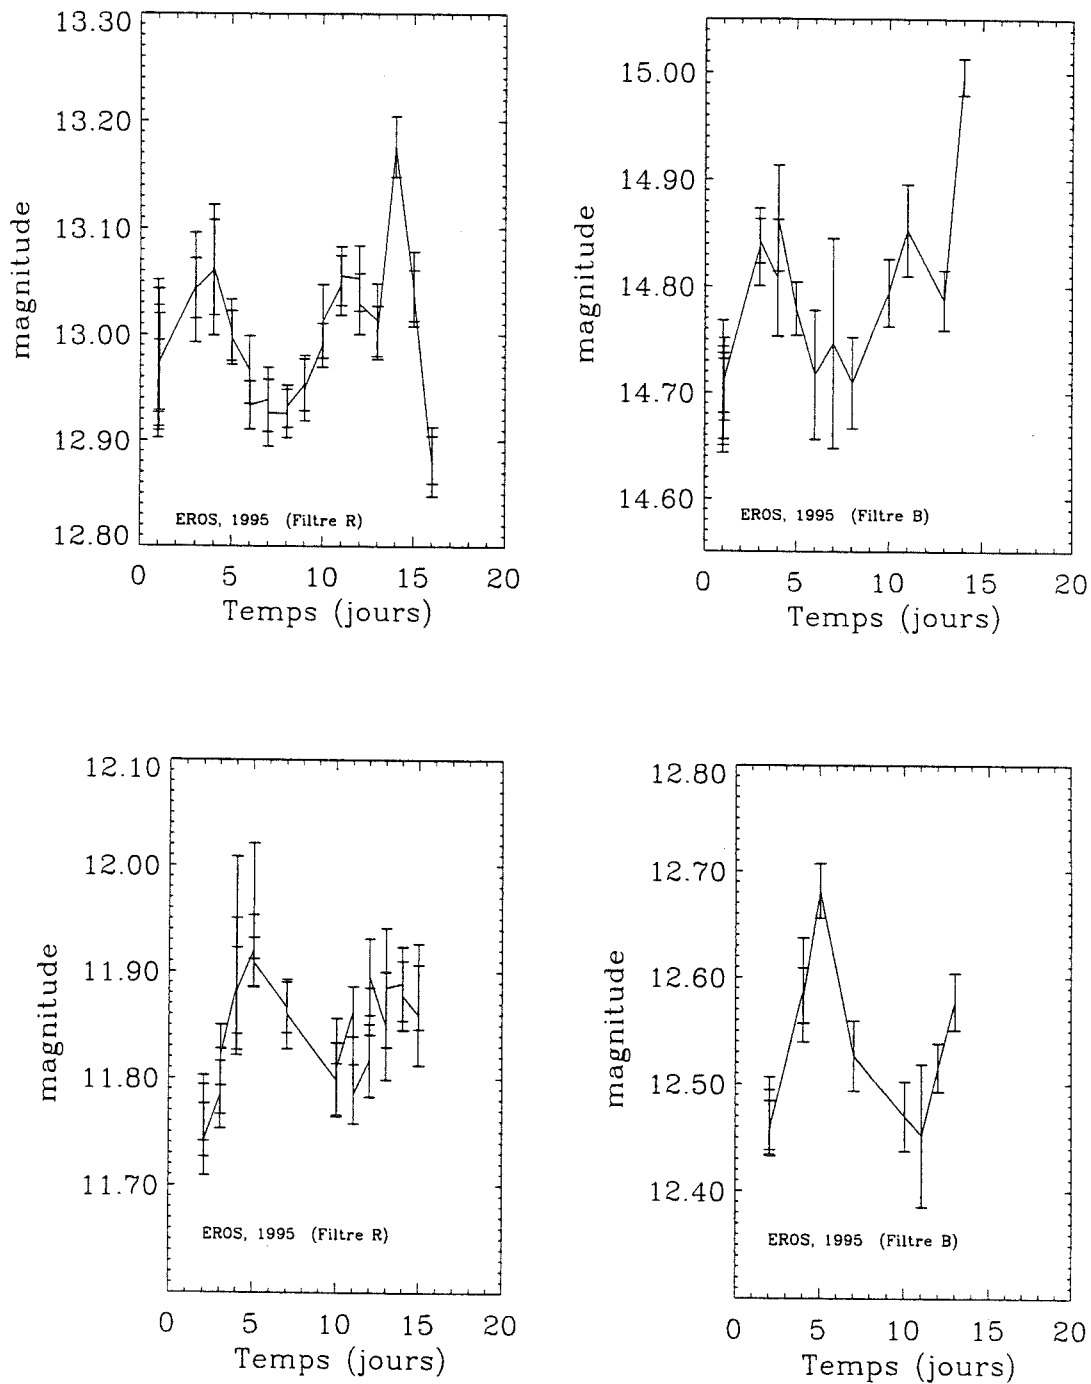 13.30
13.20
13.10
13.00
12.90
12.80
magnitude
EROS, 1995 (Filtre R)
0 5 10 15 20
Temps (jours)
15.00
14.90
14.80
14.70
14.60
magnitude
EROS, 1995 (Filtre B)
0 5 10 15 20
Temps (jours)
12.10
12.00
11.90
11.80
11.70
magnitude
EROS, 1995 (Filtre R)
0 5 10 15 20
Temps (jours)
12.80
12.70
12.60
12.50
12.40
magnitude
EROS, 1995 (Filtre B)
0 5 10 15 20
Temps (jours)